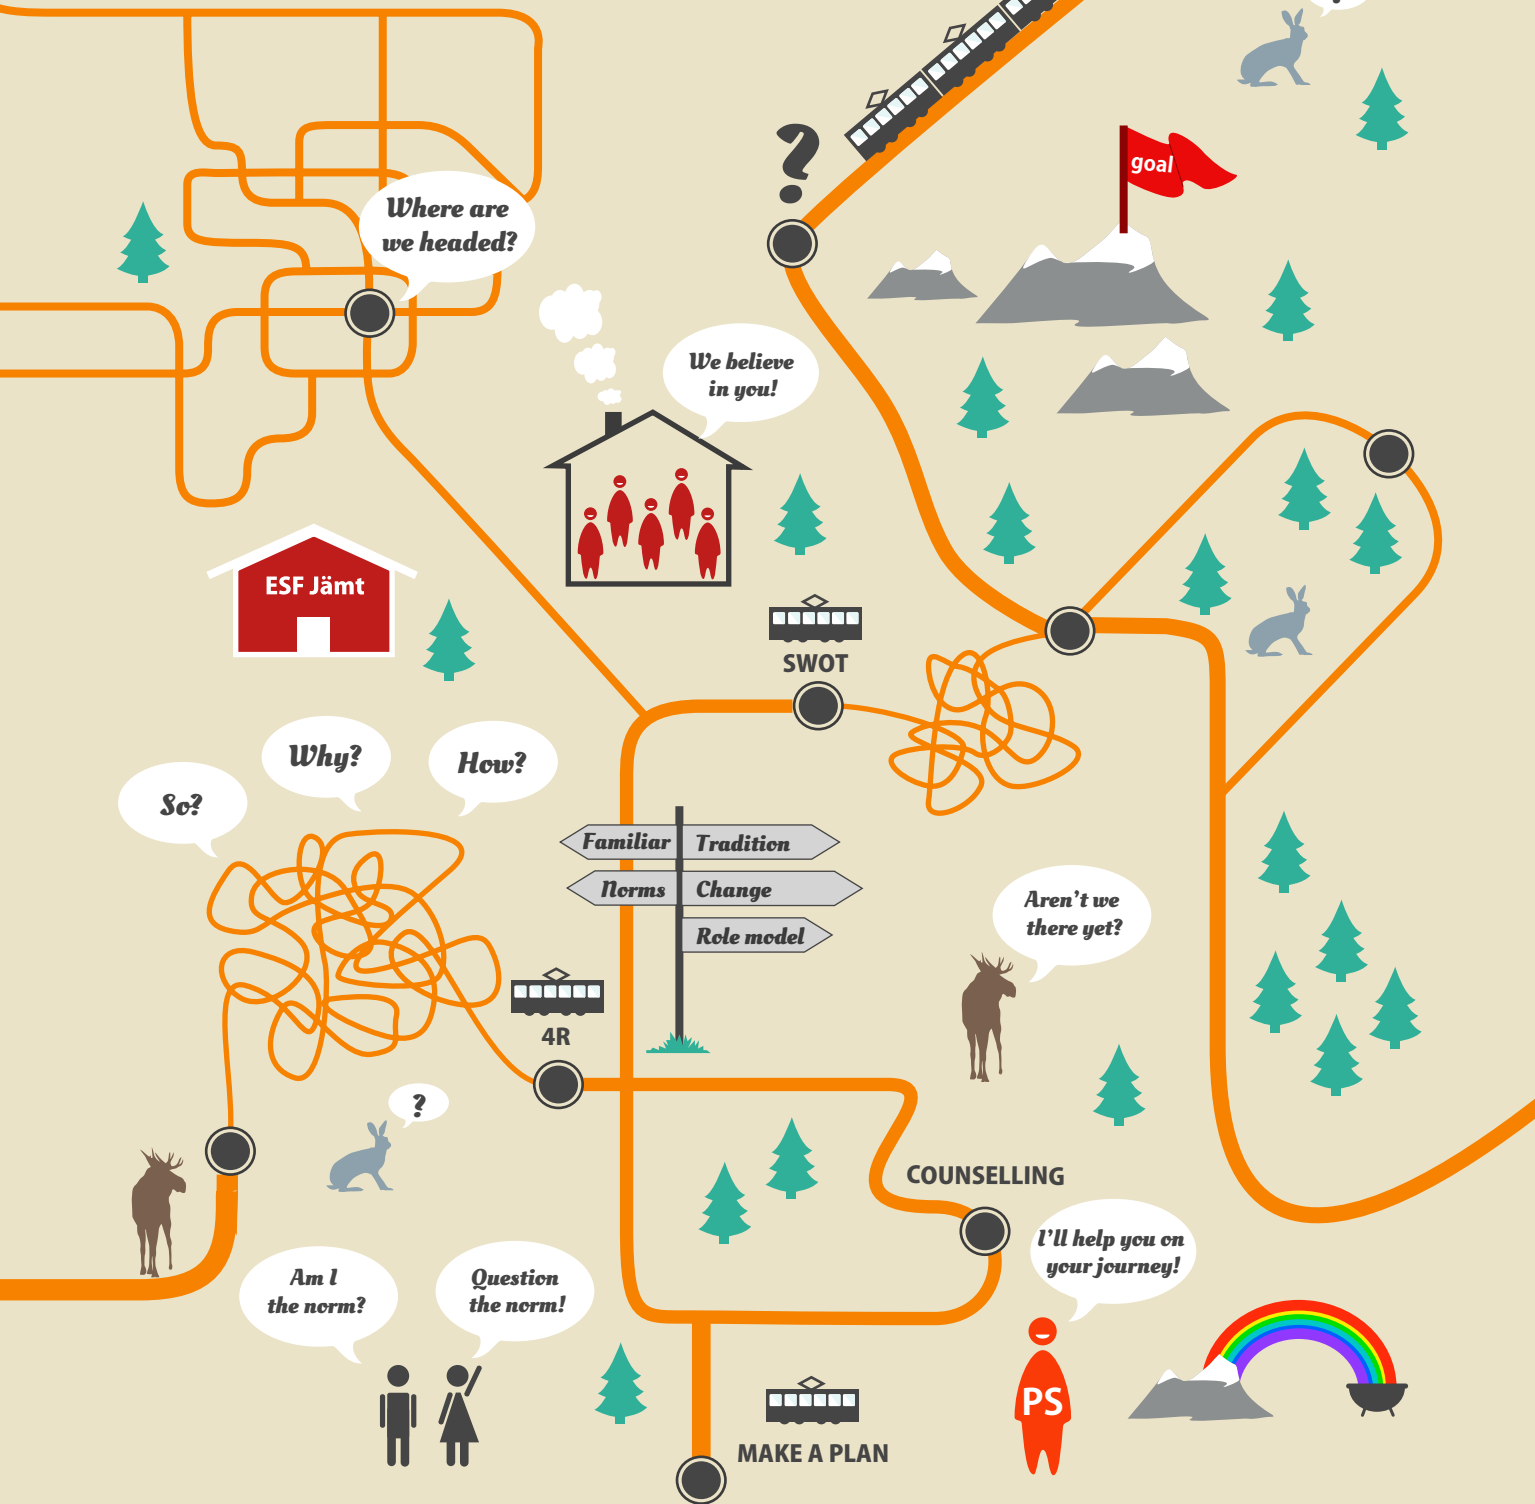 ?
goal
Where are
we headed?
We believe
in you!
ESF Jämt
SWOT
Why?
How?
So?
Familiar
Tradition
Norms
Change
Role model
Aren't we
there yet?
4R
?
COUNSELLING
I'll help you on
your journey!
Am I
the norm?
Question
the norm!
PS
MAKE A PLAN